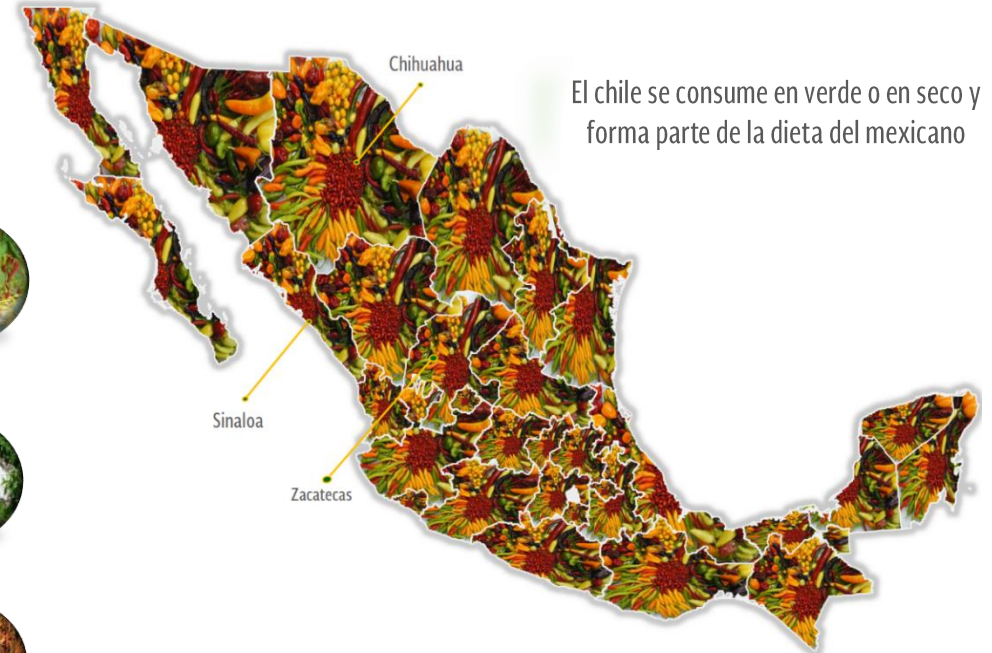 Chihuahua
El chile se consume en verde o en seco y
forma parte de la dieta del mexicano
Sinaloa
Zacatecas